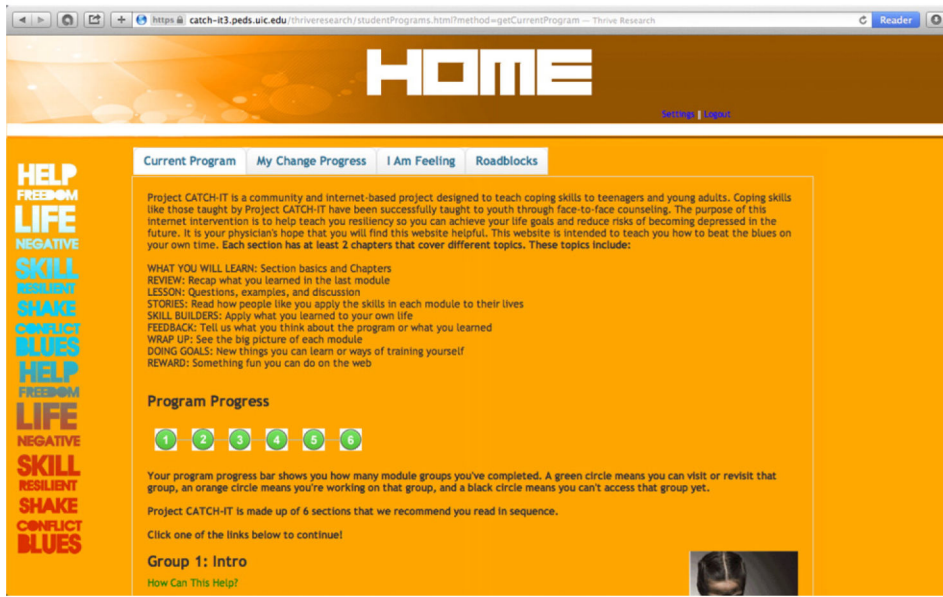 https catch-it3.peds.uic.edu/thriveresearch/studentPrograms.html?method=getCurrentProgram — Thrive Research
Reader
HOME
Settings | Logout
Current Program My Change Progress I Am Feeling Roadblocks
HELP
FREEDOM
LIFE
NEGATIVE
SKILL
RESILIENT
SHAKE
CONFLICT
BLUES
HELP
FREEDOM
LIFE
NEGATIVE
SKILL
RESILIENT
SHAKE
CONFLICT
BLUES
Project CATCH-IT is a community and internet-based project designed to teach coping skills to teenagers and young adults. Coping skills
like those taught by Project CATCH-IT have been successfully taught to youth through face-to-face counseling. The purpose of this
internet intervention is to help teach you resiliency so you can achieve your life goals and reduce risks of becoming depressed in the
future. It is your physician's hope that you will find this website helpful. This website is intended to teach you how to beat the blues on
your own time. Each section has at least 2 chapters that cover different topics. These topics include:
WHAT YOU WILL LEARN: Section basics and Chapters
REVIEW: Recap what you learned in the last module
LESSON: Questions, examples, and discussion
STORIES: Read how people like you apply the skills in each module to their lives
SKILL BUILDERS: Apply what you learned to your own life
FEEDBACK: Tell us what you think about the program or what you learned
WRAP UP: See the big picture of each module
DOING GOALS: New things you can learn or ways of training yourself
REWARD: Something fun you can do on the web
Program Progress
1 2 3 4 5 6
Your program progress bar shows you how many module groups you've completed. A green circle means you can visit or revisit that
group, an orange circle means you're working on that group, and a black circle means you can't access that group yet.
Project CATCH-IT is made up of 6 sections that we recommend you read in sequence.
Click one of the links below to continue!
Group 1: Intro
How Can This Help?